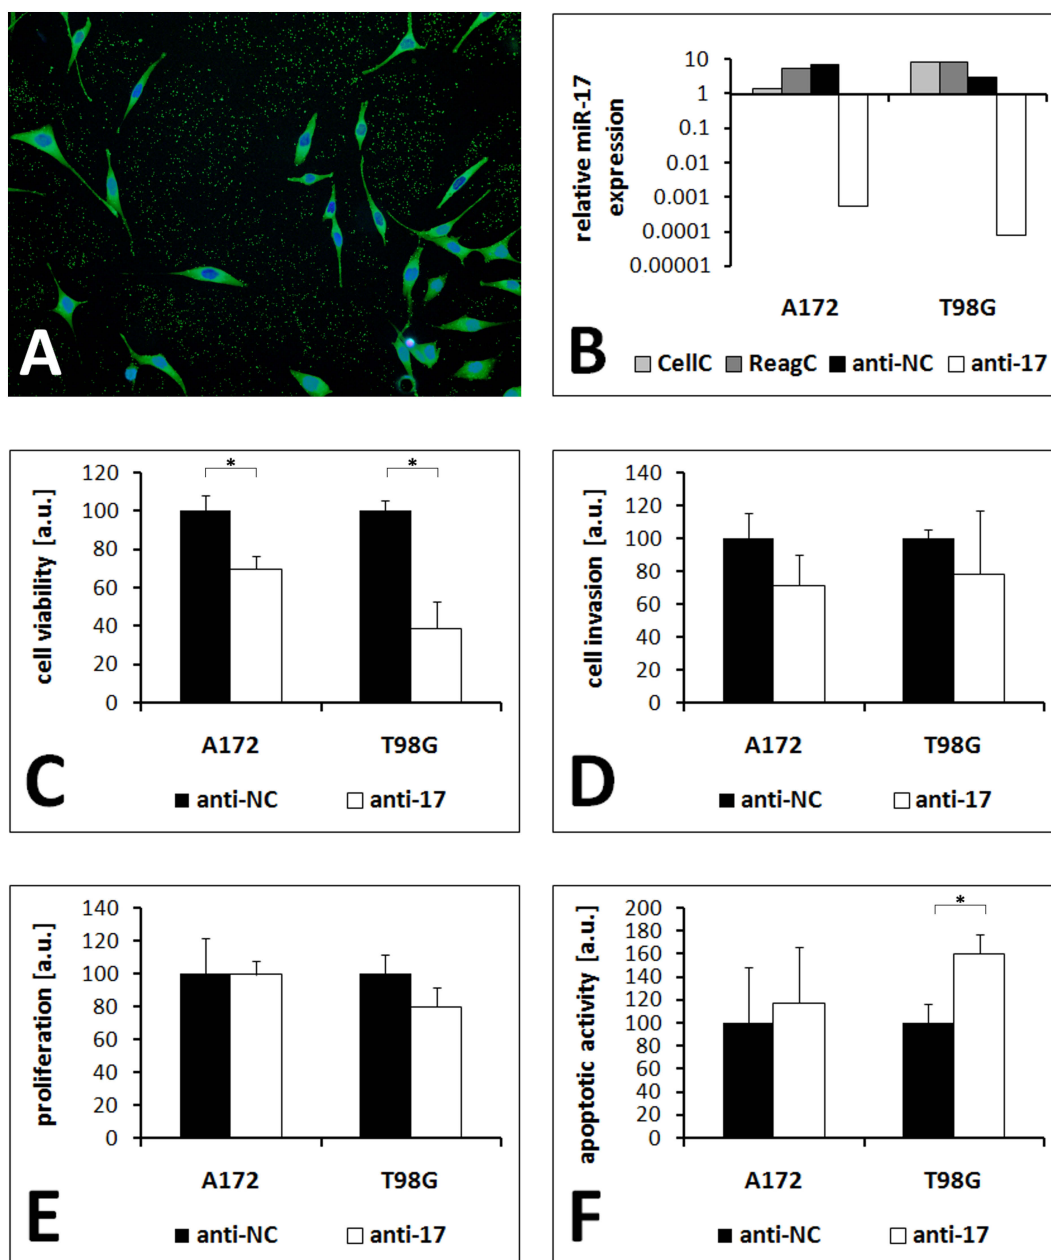 A
relative miR-17
expression
10
1
0.1
0.01
0.001
0.0001
0.00001
A172 T98G
CellC ReagC anti-NC anti-17
B
cell viability [a.u.]
120
100
80
60
40
20
0
* *
A172 T98G
anti-NC anti-17
C
cell invasion [a.u.]
140
120
100
80
60
40
20
0
A172 T98G
anti-NC anti-17
D
proliferation [a.u.]
140
120
100
80
60
40
20
0
A172 T98G
anti-NC anti-17
E
apoptotic activity [a.u.]
200
180
160
140
120
100
80
60
40
20
0
*
A172 T98G
anti-NC anti-17
F